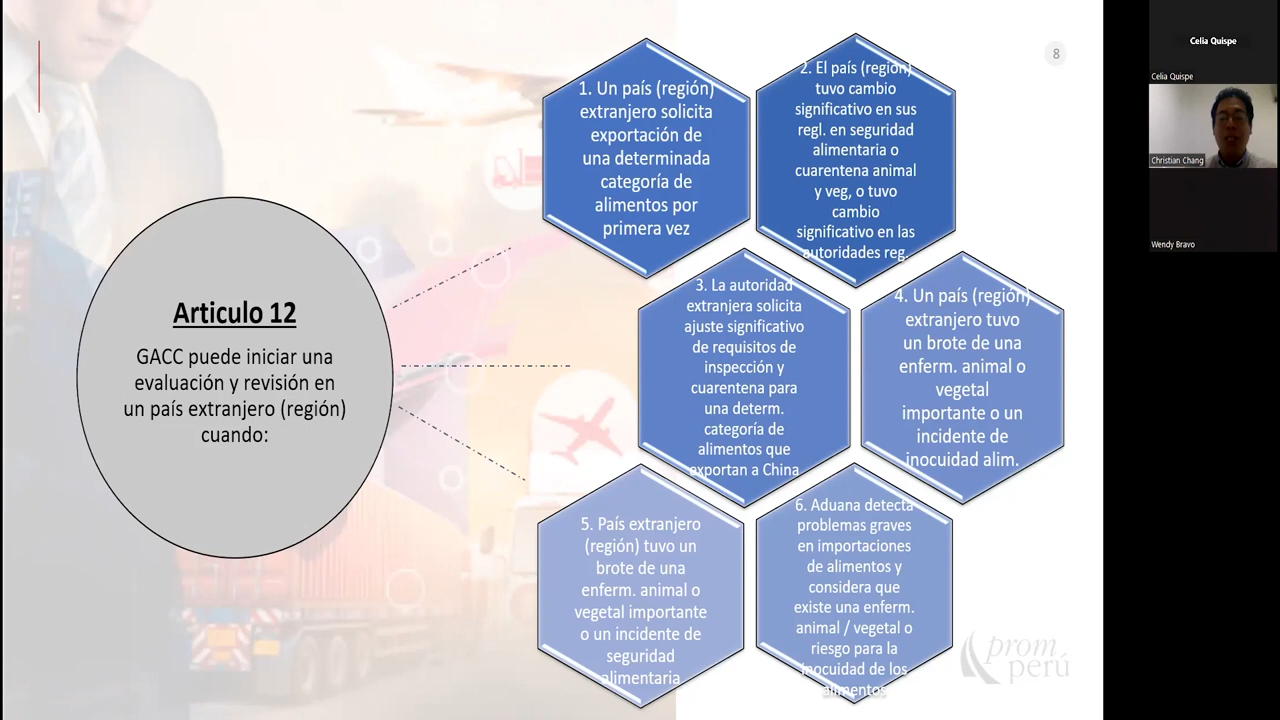 8
Articulo 12
GACC puede iniciar una
evaluación y revisión en
un país extranjero (región)
cuando:
1. Un país (región)
extranjero solicita
exportación de
una determinada
categoría de
alimentos por
primera vez
2. El país (región)
tuvo cambio
significativo en sus
regl. en seguridad
alimentaria o
cuarentena animal
y veg, o tuvo
cambio
significativo en las
autoridades reg.
3. La autoridad
extranjera solicita
ajuste significativo
de requisitos de
inspección y
cuarentena para
una determ.
categoría de
alimentos que
exportan a China
4. Un país (región)
extranjero tuvo
un brote de una
enferm. animal o
vegetal
importante o un
incidente de
inocuidad alim.
5. País extranjero
(región) tuvo un
brote de una
enferm. animal o
vegetal importante
o un incidente de
seguridad
alimentaria
6. Aduana detecta
problemas graves
en importaciones
de alimentos y
considera que
existe una enferm.
animal / vegetal o
riesgo para la
inocuidad de los
alimentos
prom
perú
Celia Quispe
Celia Quispe
Christian Chang
Wendy Bravo